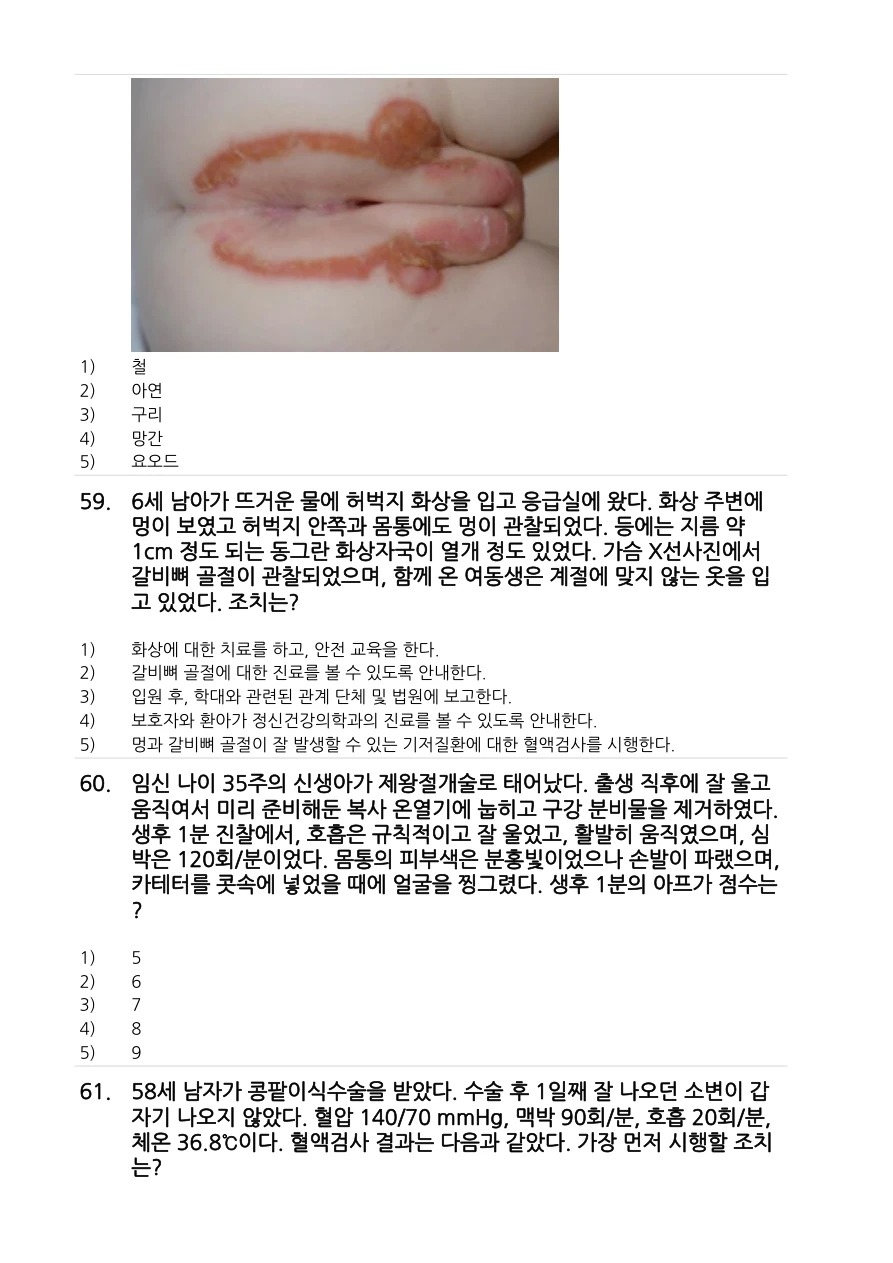 1) 철
2) 아연
3) 구리
4) 망간
5) 요오드
59. 6세 남아가 뜨거운 물에 허벅지 화상을 입고 응급실에 왔다. 화상 주변에
멍이 보였고 허벅지 안쪽과 몸통에도 멍이 관찰되었다. 등에는 지름 약
1cm 정도 되는 동그란 화상자국이 열개 정도 있었다. 가슴 X선사진에서
갈비뼈 골절이 관찰되었으며, 함께 온 여동생은 계절에 맞지 않는 옷을 입
고 있었다. 조치는?
1) 화상에 대한 치료를 하고, 안전 교육을 한다.
2) 갈비뼈 골절에 대한 진료를 볼 수 있도록 안내한다.
3) 입원 후, 학대와 관련된 관계 단체 및 법원에 보고한다.
4) 보호자와 환아가 정신건강의학과의 진료를 볼 수 있도록 안내한다.
5) 멍과 갈비뼈 골절이 잘 발생할 수 있는 기저질환에 대한 혈액검사를 시행한다.
60. 임신 나이 35주의 신생아가 제왕절개술로 태어났다. 출생 직후에 잘 울고
움직여서 미리 준비해둔 복사 온열기에 눕히고 구강 분비물을 제거하였다.
생후 1분 진찰에서, 호흡은 규칙적이고 잘 울었고, 활발히 움직였으며, 심
박은 120회/분이었다. 몸통의 피부색은 분홍빛이었으나 손발이 파랬으며,
카테터를 콧속에 넣었을 때에 얼굴을 찡그렸다. 생후 1분의 아프가 점수는
?
1) 5
2) 6
3) 7
4) 8
5) 9
61. 58세 남자가 콩팥이식수술을 받았다. 수술 후 1일째 잘 나오던 소변이 갑
자기 나오지 않았다. 혈압 140/70 mmHg, 맥박 90회/분, 호흡 20회/분,
체온 36.8℃이다. 혈액검사 결과는 다음과 같았다. 가장 먼저 시행할 조치
는?